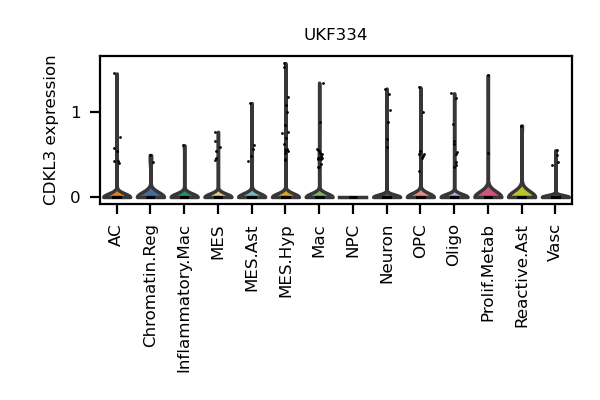 UKF334
CDKL3 expression
1
0
AC
Chromatin.Reg
Inflammatory.Mac
MES
MES.Ast
MES.Hyp
Mac
NPC
Neuron
OPC
Oligo
Prolif.Metab
Reactive.Ast
Vasc